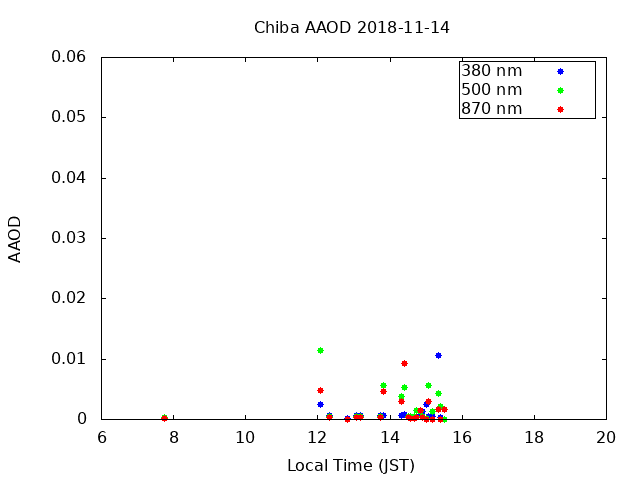 Chiba AAOD 2018-11-14
0.06
0.05
0.04
0.03
0.02
0.01
0
AAOD
380 nm
500 nm
870 nm
6 8 10 12 14 16 18 20
Local Time (JST)